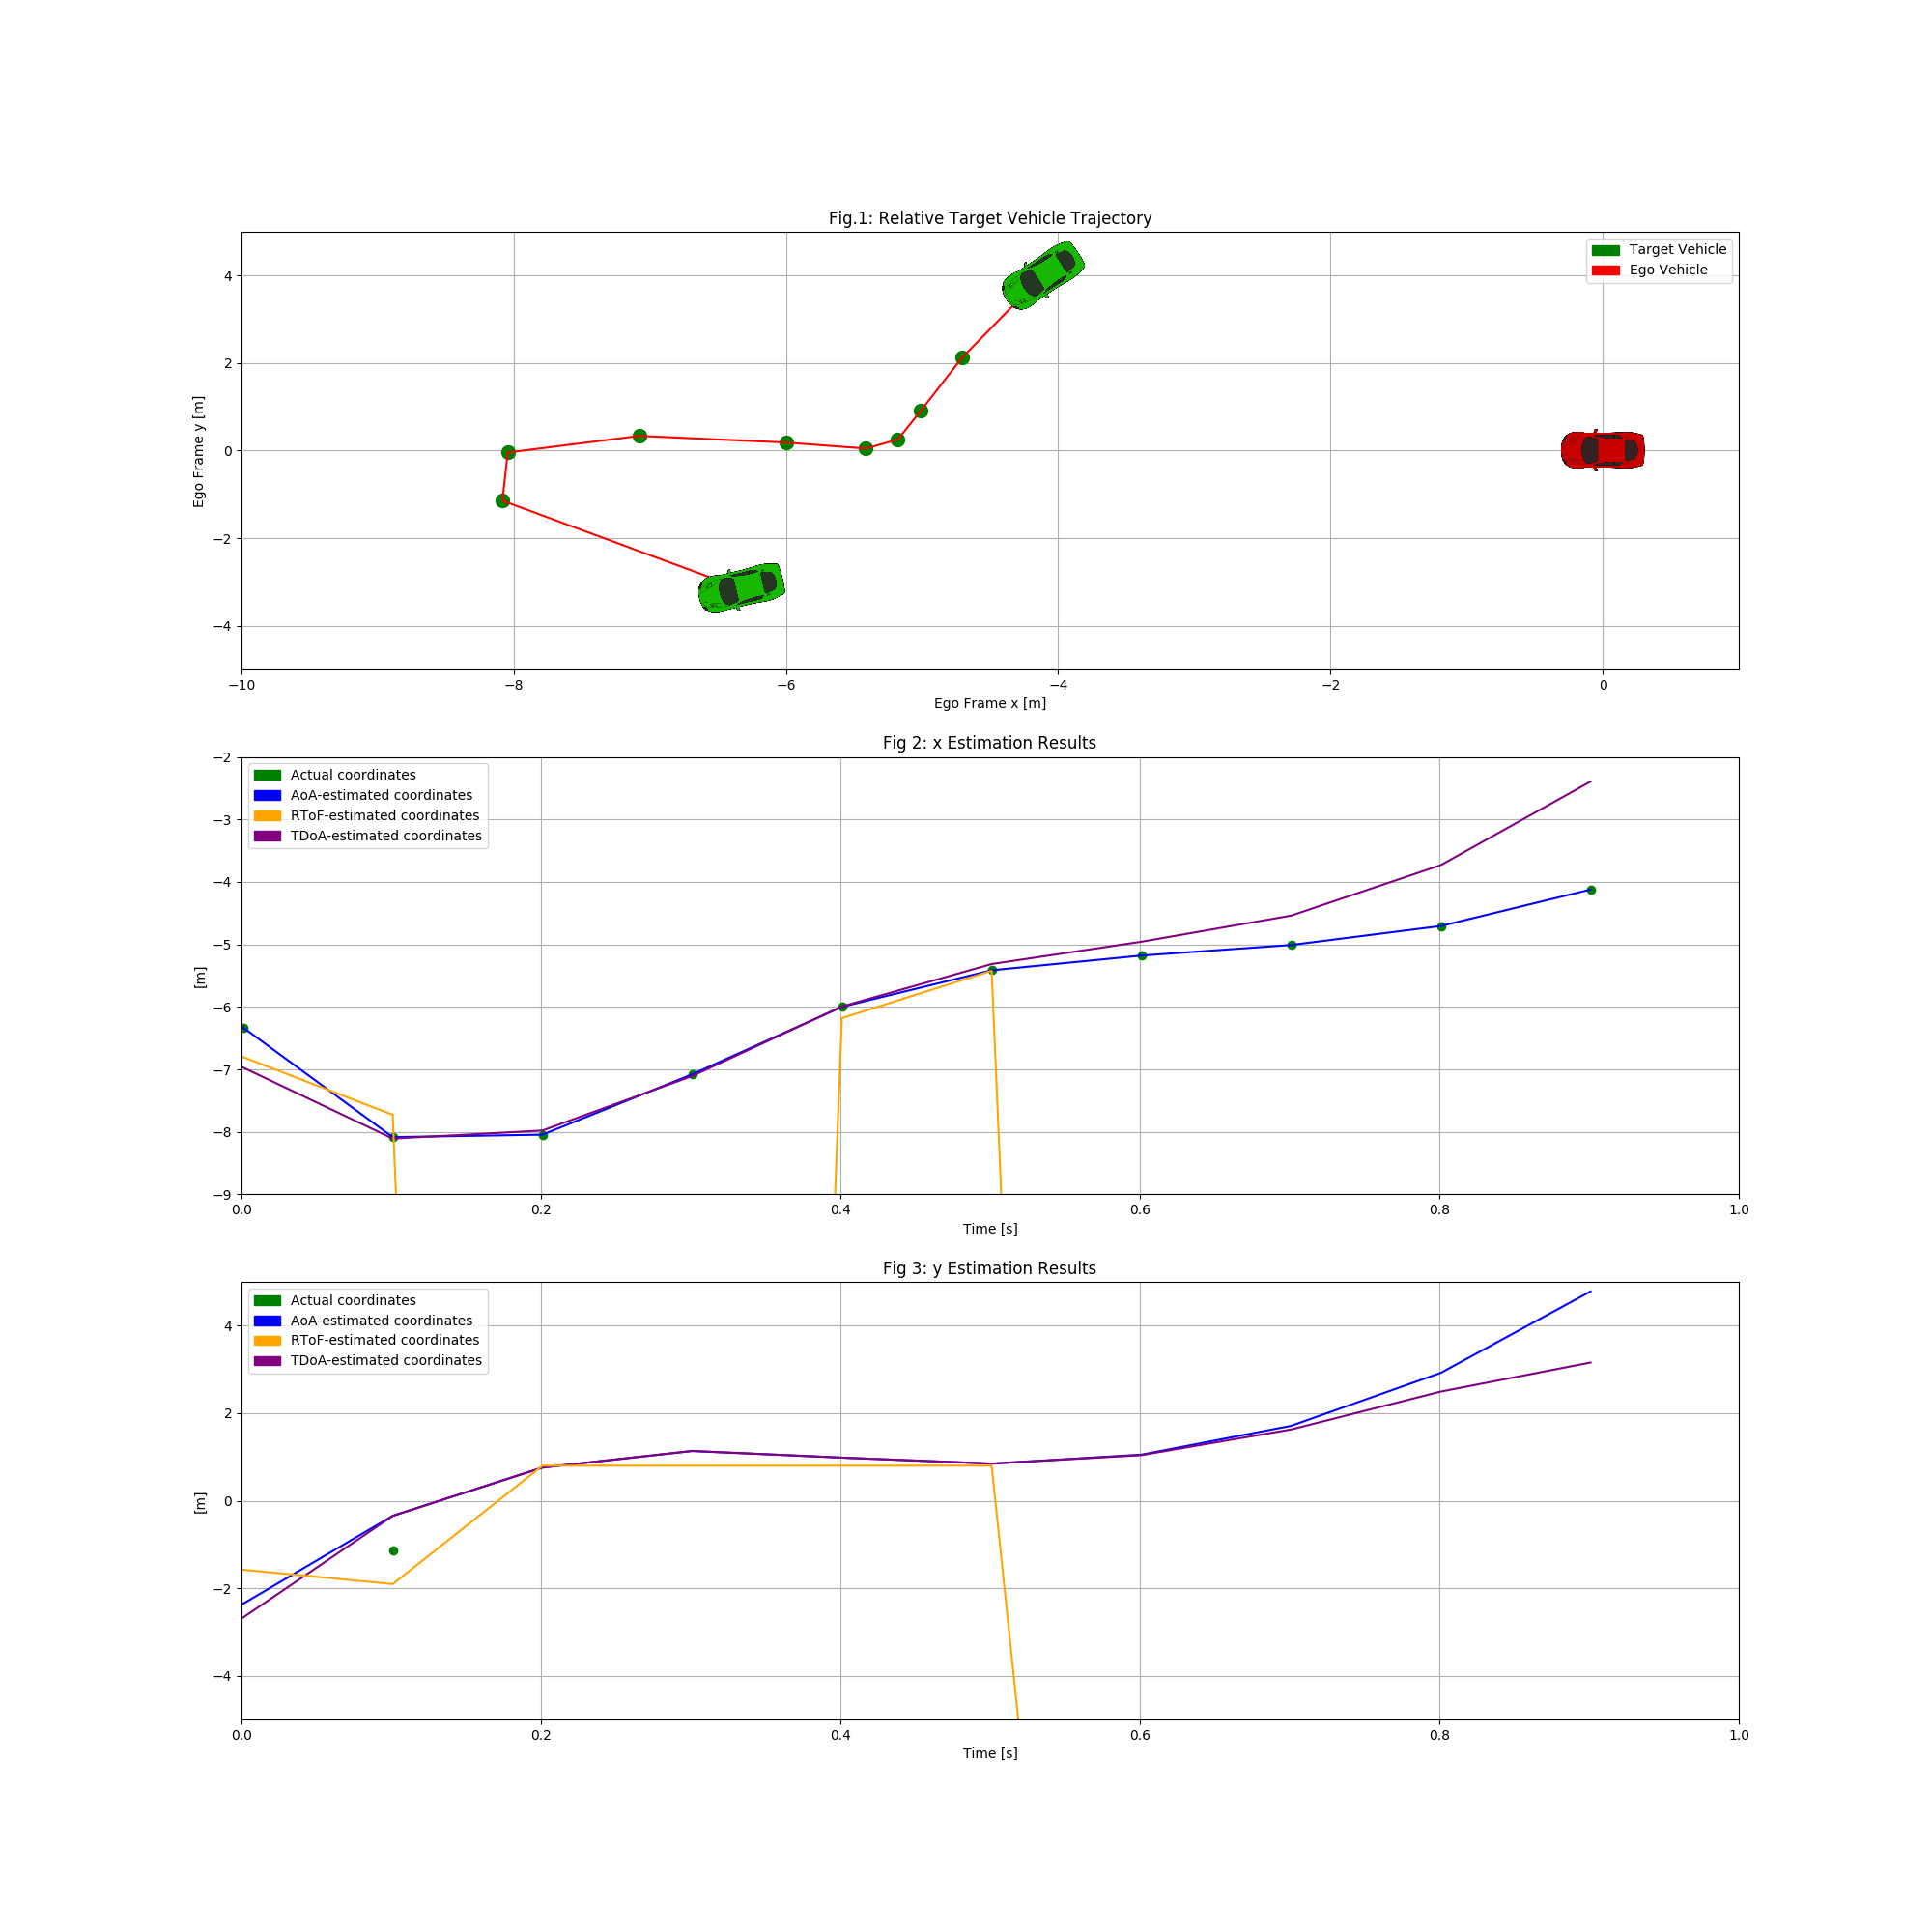 Fig.1: Relative Target Vehicle Trajectory
Target Vehicle
Ego Vehicle
4
2
0
−2
−4
Ego Frame y [m]
−10 −8 −6 −4 −2 0
Ego Frame x [m]
Fig 2: x Estimation Results
Actual coordinates
AoA-estimated coordinates
RToF-estimated coordinates
TDoA-estimated coordinates
−2
−3
−4
−5
−6
−7
−8
−9
[m]
0.0 0.2 0.4 0.6 0.8 1.0
Time [s]
Fig 3: y Estimation Results
Actual coordinates
AoA-estimated coordinates
RToF-estimated coordinates
TDoA-estimated coordinates
4
2
0
−2
−4
[m]
0.0 0.2 0.4 0.6 0.8 1.0
Time [s]